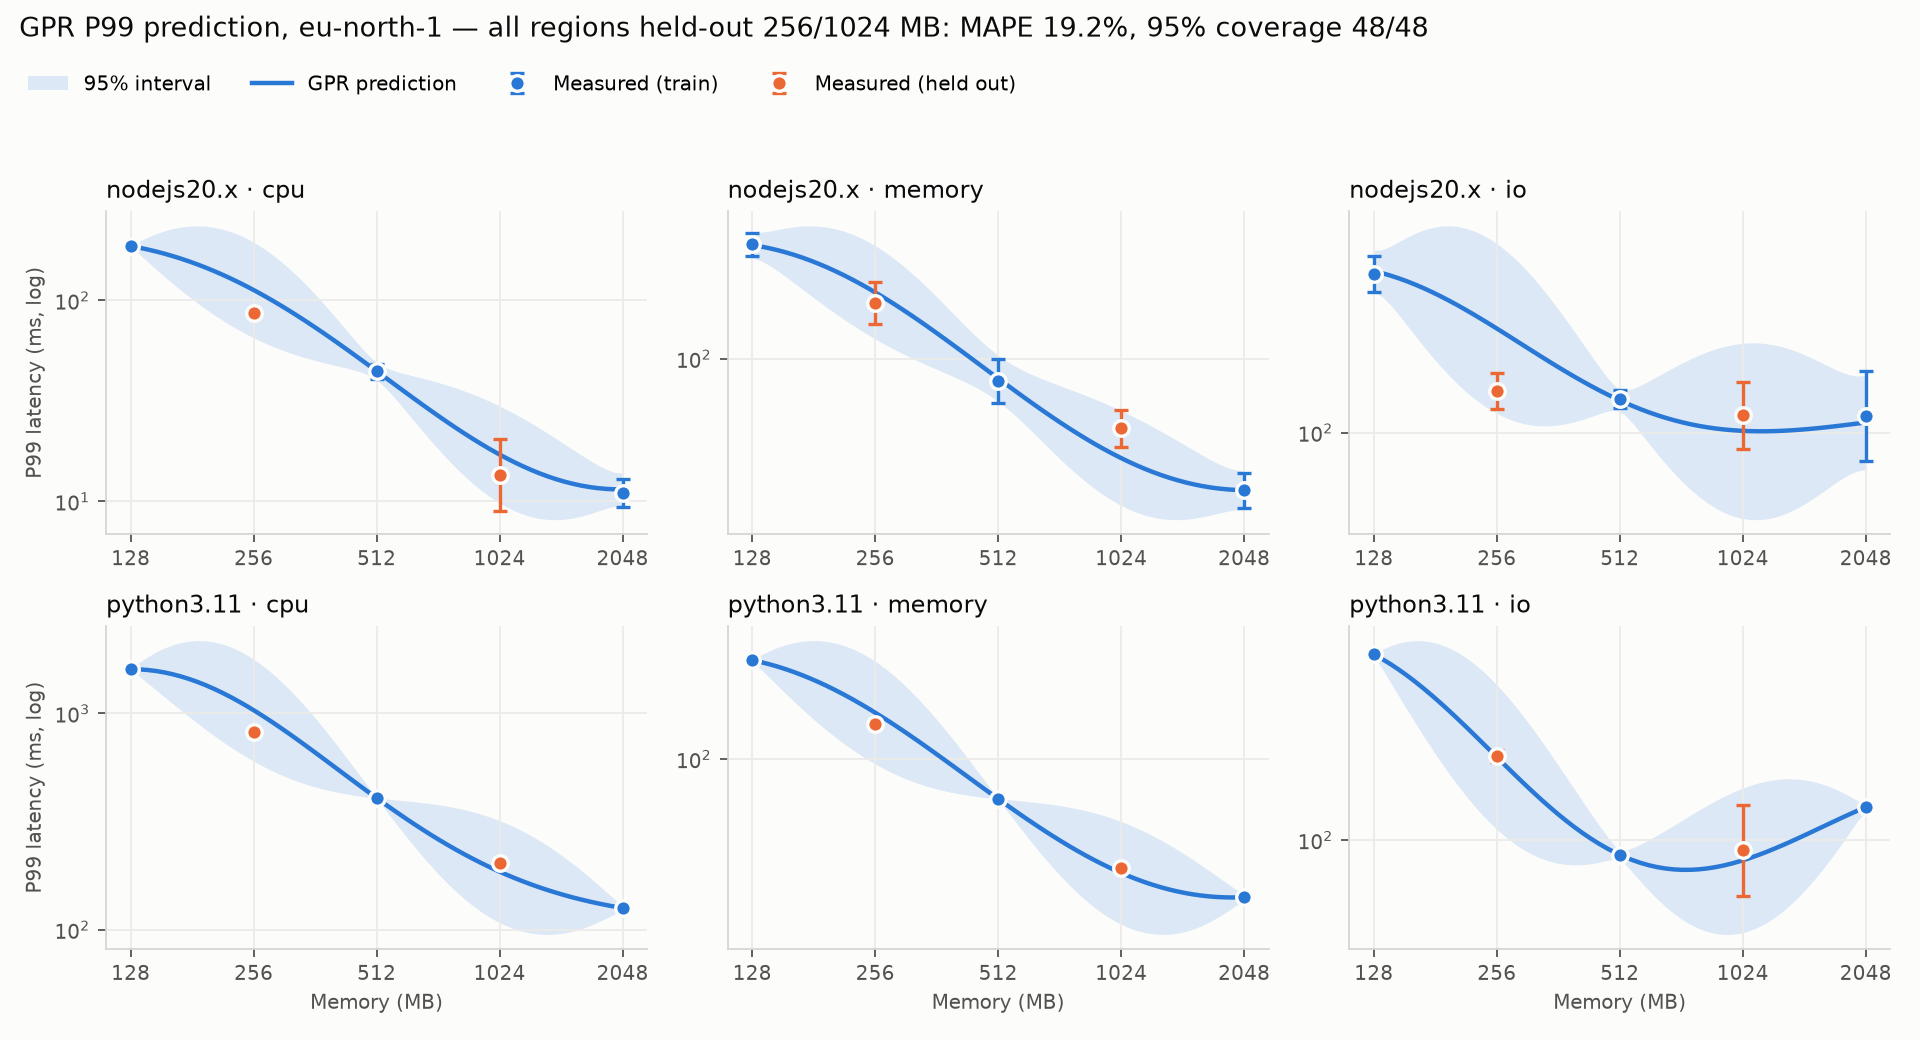 GPR P99 prediction, eu-north-1 — all regions held-out 256/1024 MB: MAPE 19.2%, 95% coverage 48/48
95% interval GPR prediction Measured (train) Measured (held out)
nodejs20.x · cpu
P99 latency (ms, log)
10²
10¹
128 256 512 1024 2048
nodejs20.x · memory
10²
128 256 512 1024 2048
nodejs20.x · io
10²
128 256 512 1024 2048
python3.11 · cpu
P99 latency (ms, log)
10³
10²
128 256 512 1024 2048
Memory (MB)
python3.11 · memory
10²
128 256 512 1024 2048
Memory (MB)
python3.11 · io
10²
128 256 512 1024 2048
Memory (MB)